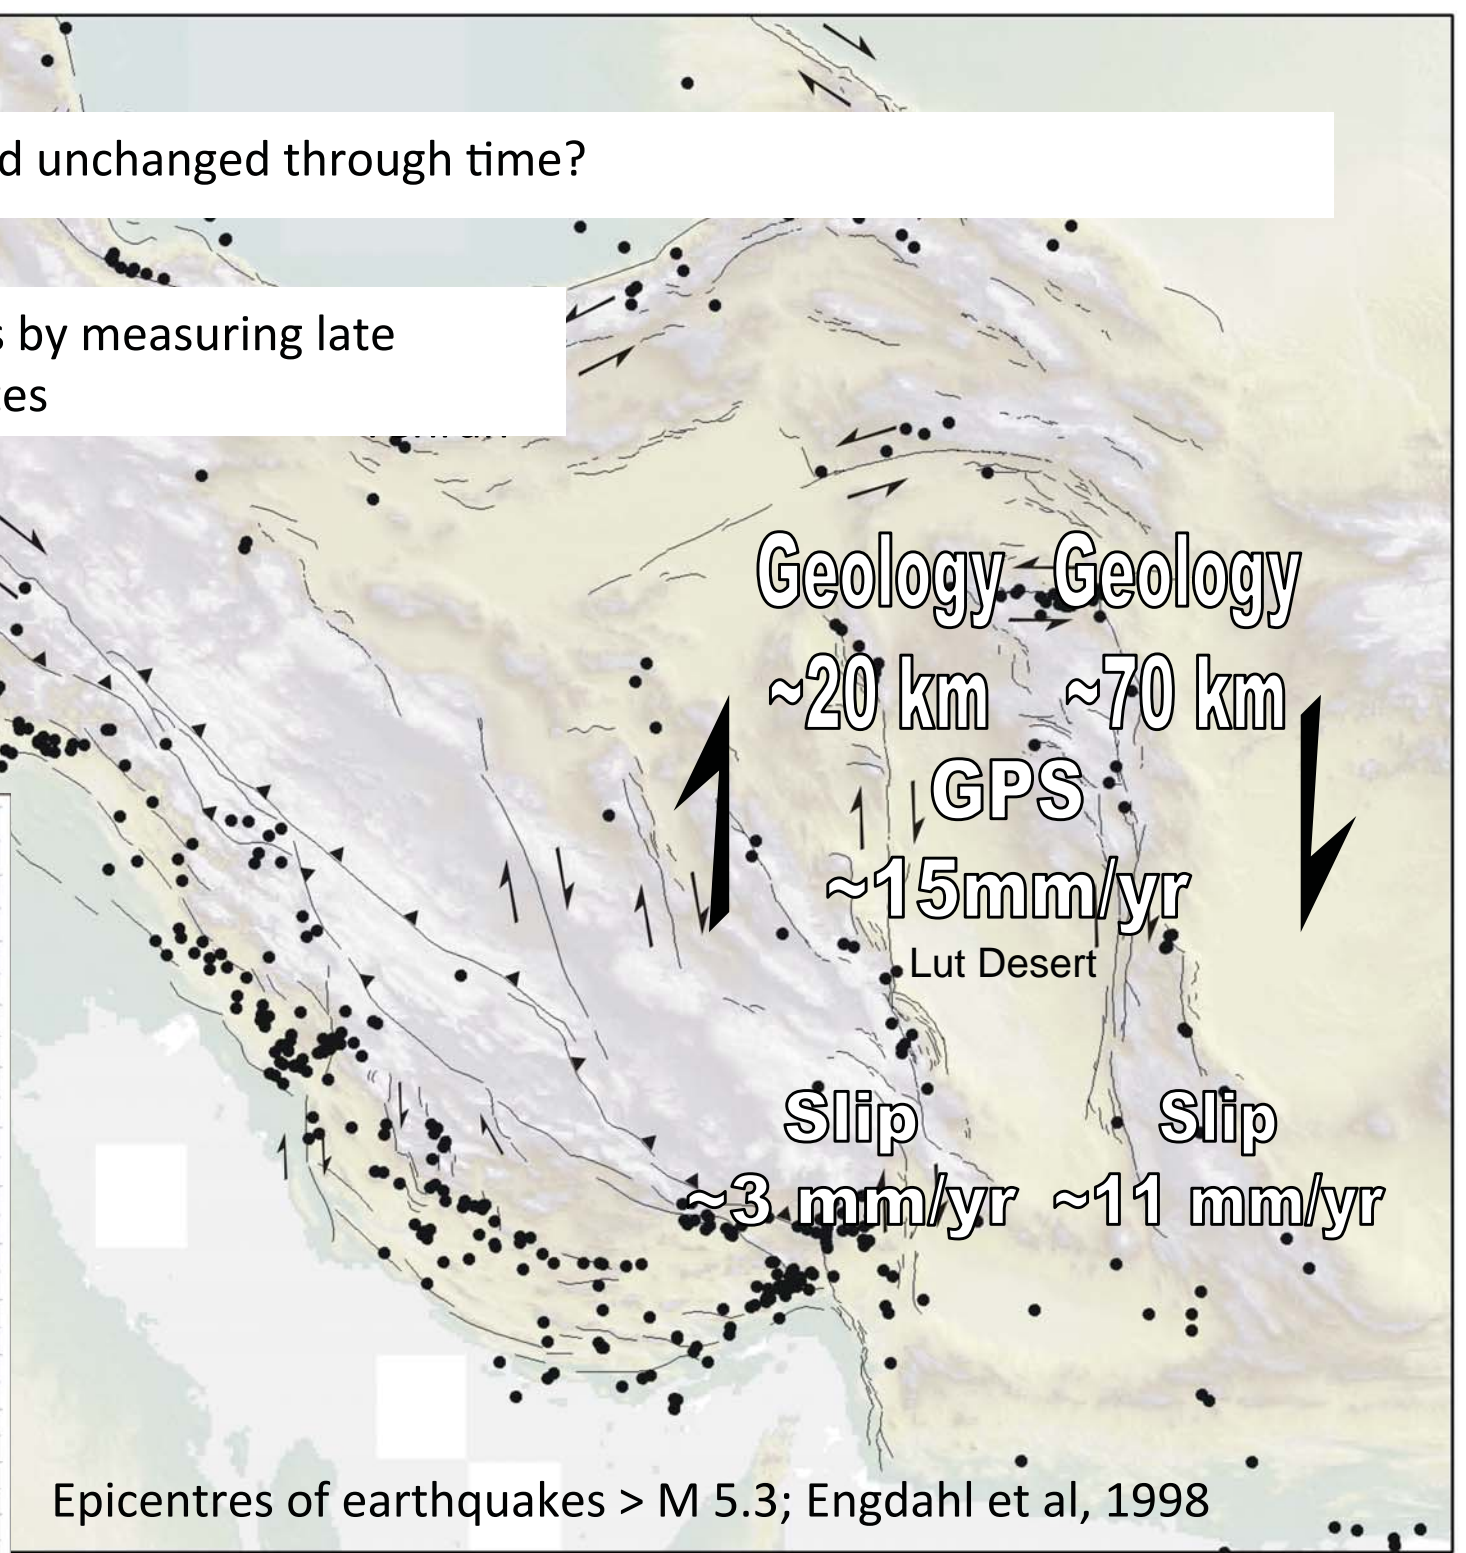 d unchanged through time?
s by measuring late
tes
Geology Geology
~20 km ~70 km
GPS
~15mm/yr
Lut Desert
Slip Slip
~3 mm/yr ~11 mm/yr
Epicentres of earthquakes > M 5.3; Engdahl et al, 1998